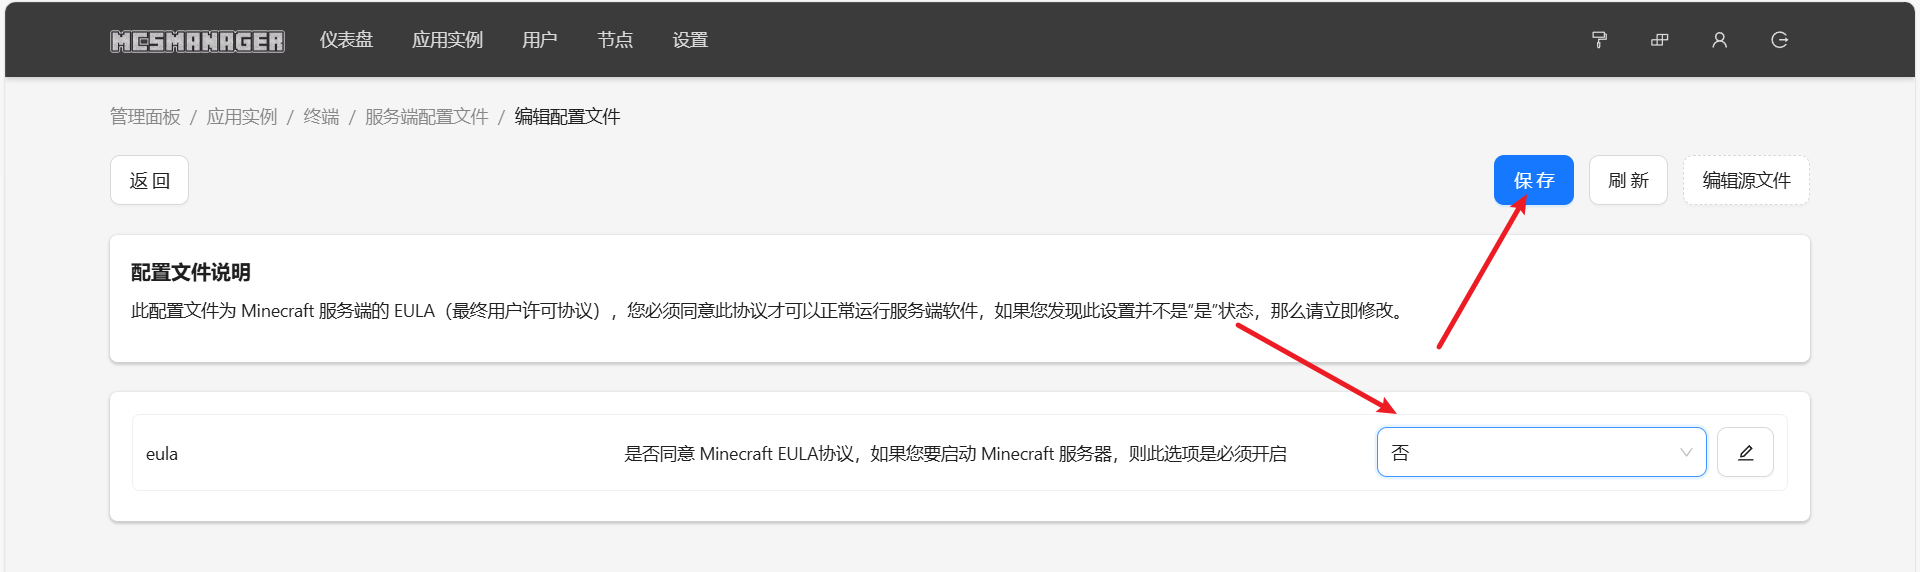 MCSMANAGER 仪表盘 应用实例 用户 节点 设置
管理面板 / 应用实例 / 终端 / 服务端配置文件 / 编辑配置文件
返 回 保 存 刷 新 编辑源文件
配置文件说明
此配置文件为 Minecraft 服务端的 EULA（最终用户许可协议），您必须同意此协议才可以正常运行服务端软件，如果您发现此设置并不是“是”状态，那么请立即修改。
eula 是否同意 Minecraft EULA协议，如果您要启动 Minecraft 服务器，则此选项是必须开启 否